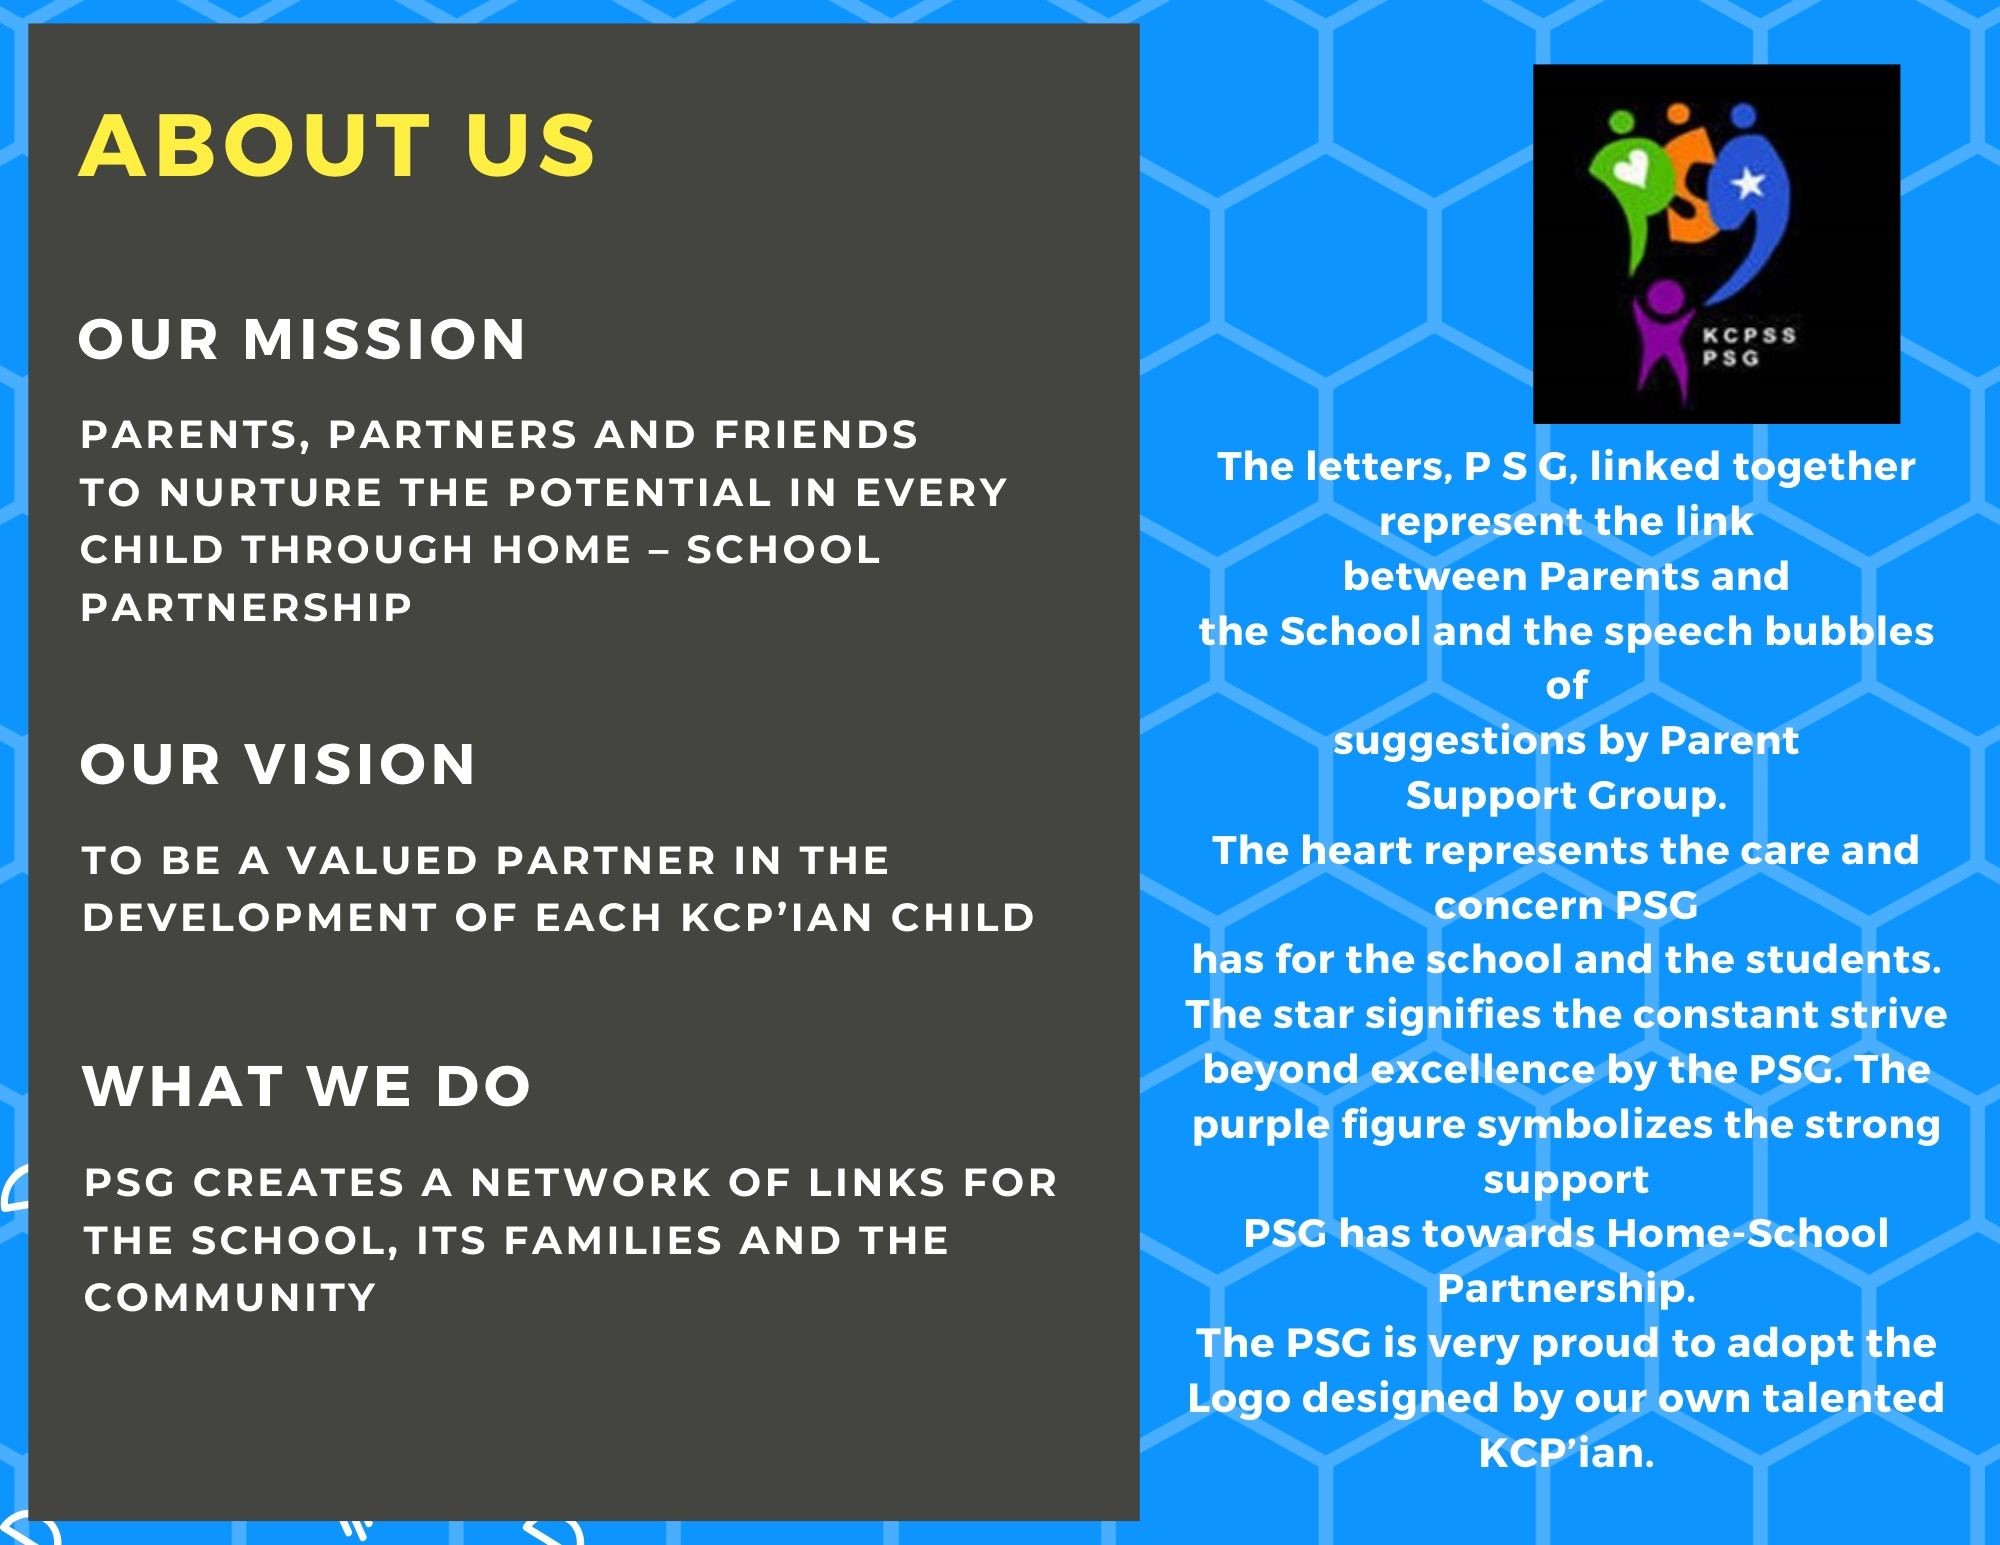 ABOUT US
OUR MISSION
PARENTS, PARTNERS AND FRIENDS
TO NURTURE THE POTENTIAL IN EVERY
CHILD THROUGH HOME – SCHOOL
PARTNERSHIP
OUR VISION
TO BE A VALUED PARTNER IN THE
DEVELOPMENT OF EACH KCP’IAN CHILD
WHAT WE DO
PSG CREATES A NETWORK OF LINKS FOR
THE SCHOOL, ITS FAMILIES AND THE
COMMUNITY
PSG
KCPSS
PSG
The letters, P S G, linked together
represent the link
between Parents and
the School and the speech bubbles
of
suggestions by Parent
Support Group.
The heart represents the care and
concern PSG
has for the school and the students.
The star signifies the constant strive
beyond excellence by the PSG. The
purple figure symbolizes the strong
support
PSG has towards Home-School
Partnership.
The PSG is very proud to adopt the
Logo designed by our own talented
KCP’ian.